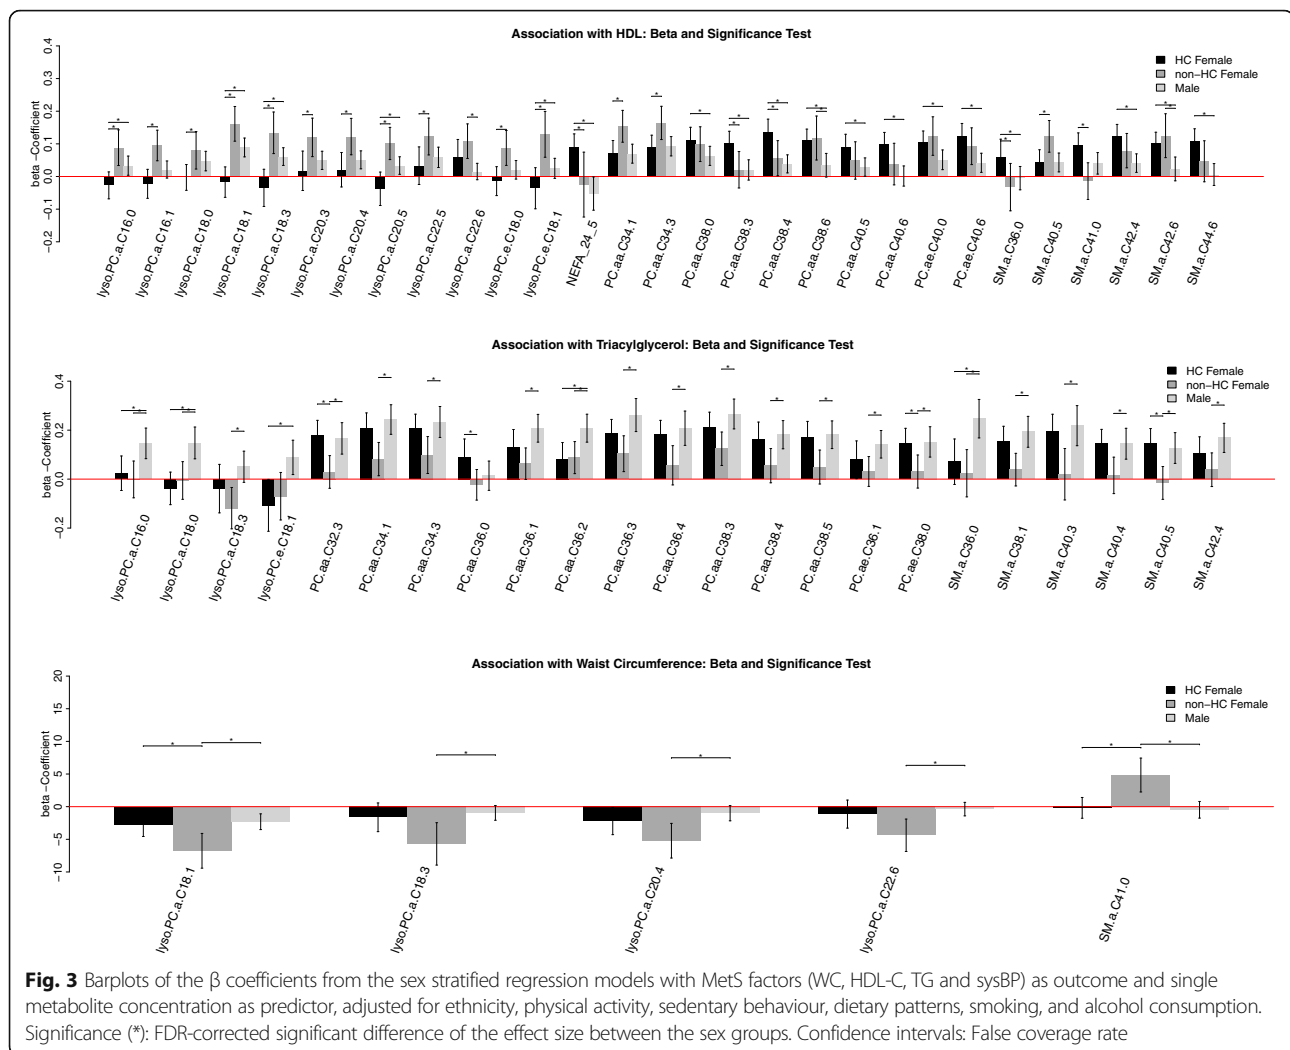 Association with HDL: Beta and Significance Test
0.4
0.3
0.2
0.1
0.0
−0.1
−0.2
beta −Coefficient
HC Female
non−HC Female
Male
lyso.PC.a.C16.0
lyso.PC.a.C16.1
lyso.PC.a.C18.0
lyso.PC.a.C18.1
lyso.PC.a.C18.3
lyso.PC.a.C20.3
lyso.PC.a.C20.4
lyso.PC.a.C20.5
lyso.PC.a.C22.5
lyso.PC.a.C22.6
lyso.PC.e.C18.0
lyso.PC.e.C18.1
NEFA_24_5
PC.aa.C34.1
PC.aa.C34.3
PC.aa.C38.0
PC.aa.C38.3
PC.aa.C38.4
PC.aa.C38.6
PC.aa.C40.5
PC.aa.C40.6
PC.ae.C40.0
PC.ae.C40.6
SM.a.C36.0
SM.a.C40.5
SM.a.C41.0
SM.a.C42.4
SM.a.C42.6
SM.a.C44.6
Association with Triacylglycerol: Beta and Significance Test
0.4
0.2
0.0
−0.2
beta −Coefficient
HC Female
non−HC Female
Male
lyso.PC.a.C16.0
lyso.PC.a.C18.0
lyso.PC.a.C18.3
lyso.PC.e.C18.1
PC.aa.C32.3
PC.aa.C34.1
PC.aa.C34.3
PC.aa.C36.0
PC.aa.C36.1
PC.aa.C36.2
PC.aa.C36.3
PC.aa.C36.4
PC.aa.C38.3
PC.aa.C38.4
PC.aa.C38.5
PC.ae.C36.1
PC.ae.C38.0
SM.a.C36.0
SM.a.C38.1
SM.a.C40.3
SM.a.C40.4
SM.a.C40.5
SM.a.C42.4
Association with Waist Circumference: Beta and Significance Test
20
15
10
5
0
−5
−10
beta −Coefficient
HC Female
non−HC Female
Male
lyso.PC.a.C18.1
lyso.PC.a.C18.3
lyso.PC.a.C20.4
lyso.PC.a.C22.6
SM.a.C41.0
Fig. 3 Barplots of the β coefficients from the sex stratified regression models with MetS factors (WC, HDL-C, TG and sysBP) as outcome and single
metabolite concentration as predictor, adjusted for ethnicity, physical activity, sedentary behaviour, dietary patterns, smoking, and alcohol consumption.
Significance (*): FDR-corrected significant difference of the effect size between the sex groups. Confidence intervals: False coverage rate